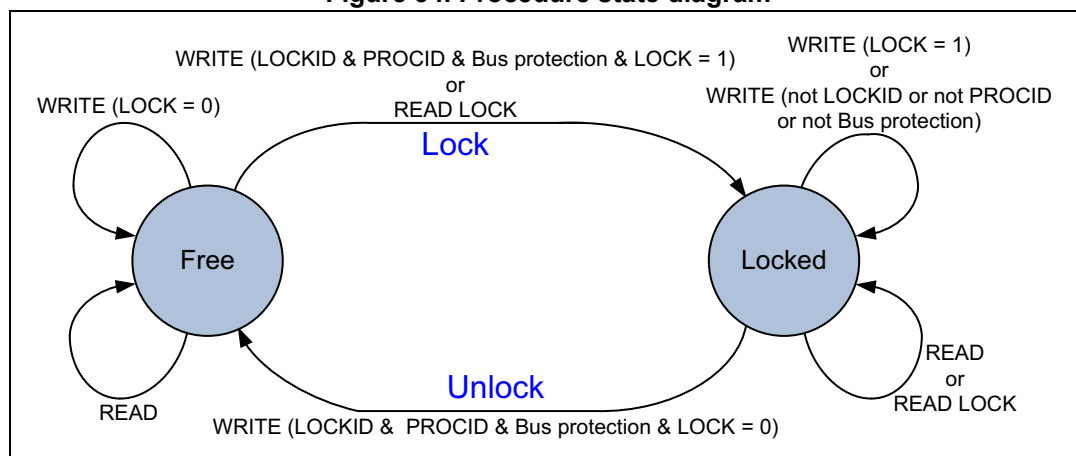 Figure Procedure state diagram
WRITE (LOCKID & PROCID & Bus protection & LOCK = 1)
or
READ LOCK
Lock
WRITE (LOCK = 1)
or
WRITE (not LOCKID or not PROCID
or not Bus protection)
WRITE (LOCK = 0)
Free
Locked
READ
Unlock
WRITE (LOCKID & PROCID & Bus protection & LOCK = 0)
READ
or
READ LOCK